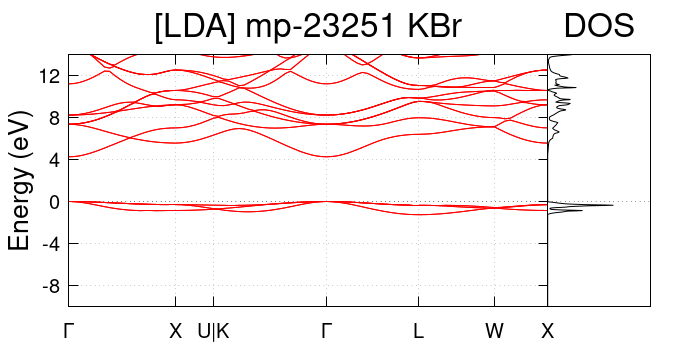 [LDA] mp-23251 KBr DOS
Energy (eV)
12
8
4
0
-4
-8
Γ X U|K Γ L W X